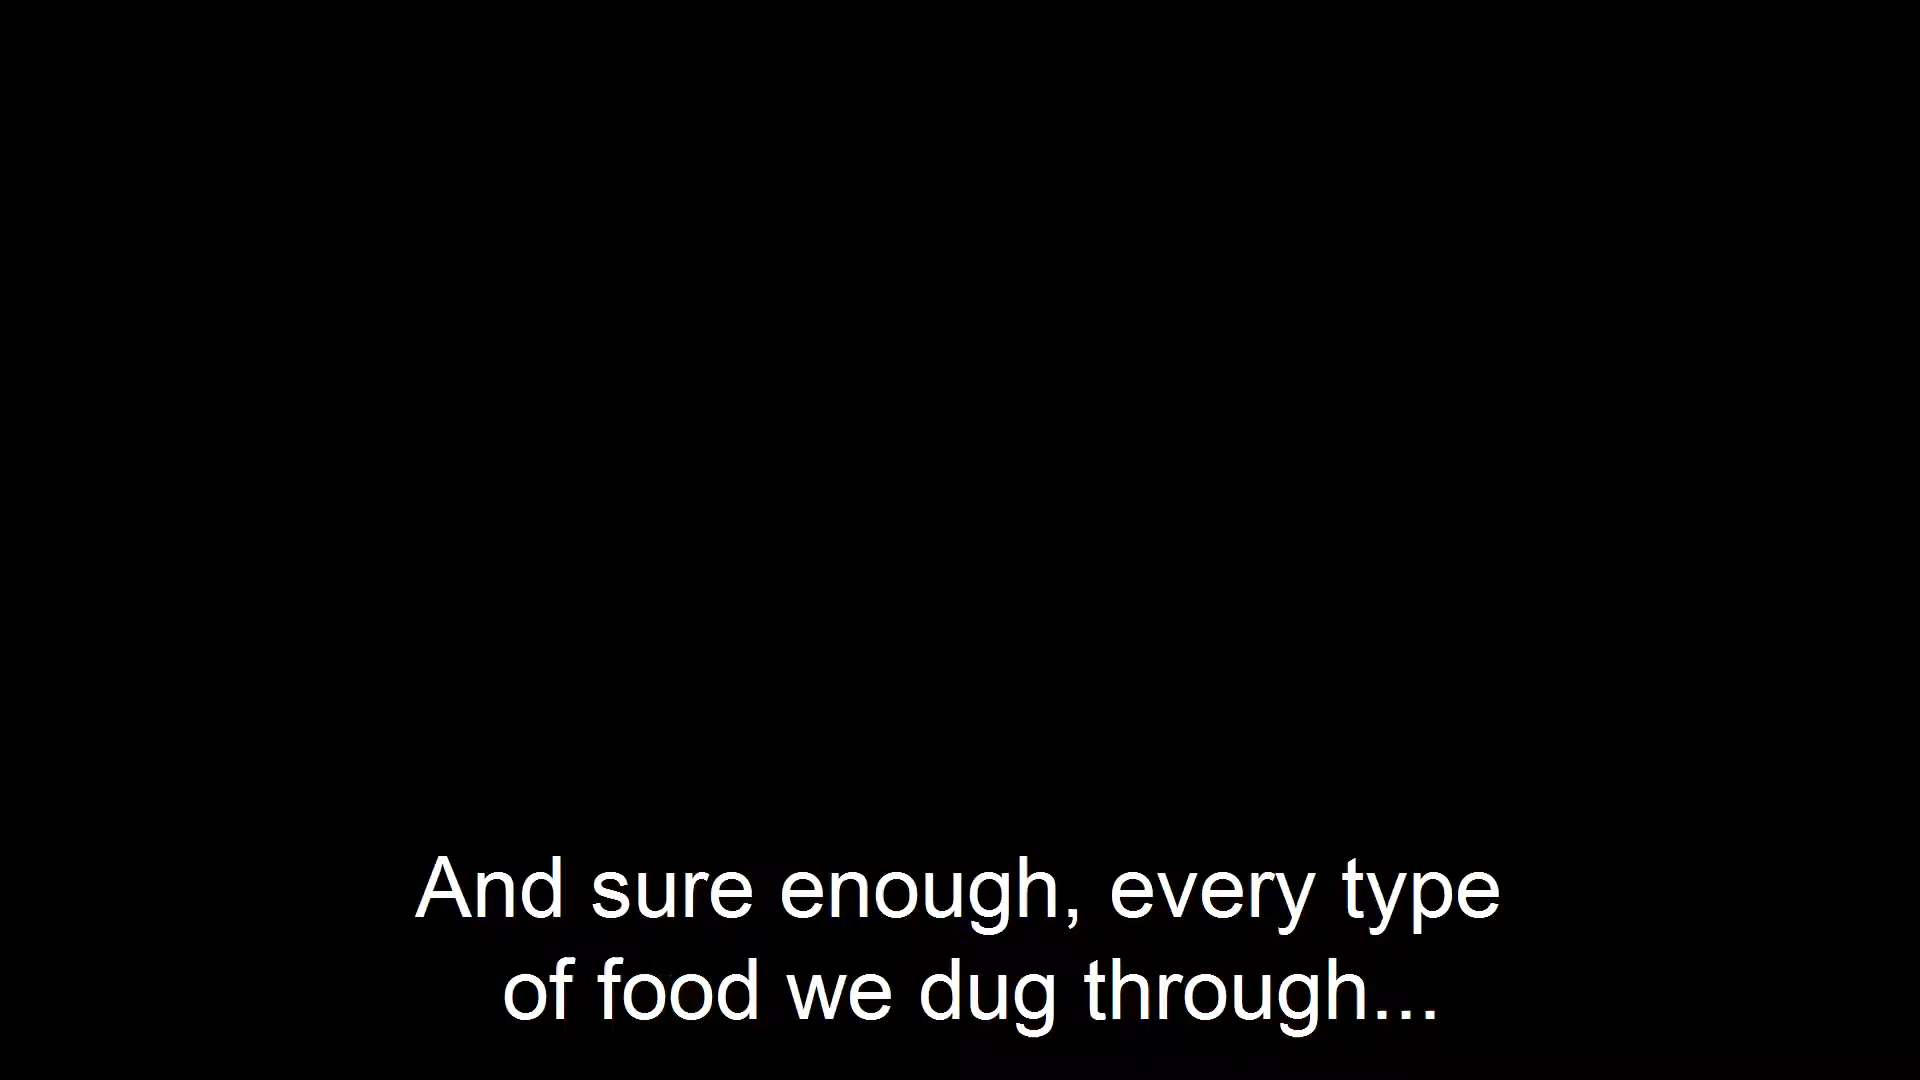 And sure enough, every type
of food we dug through...